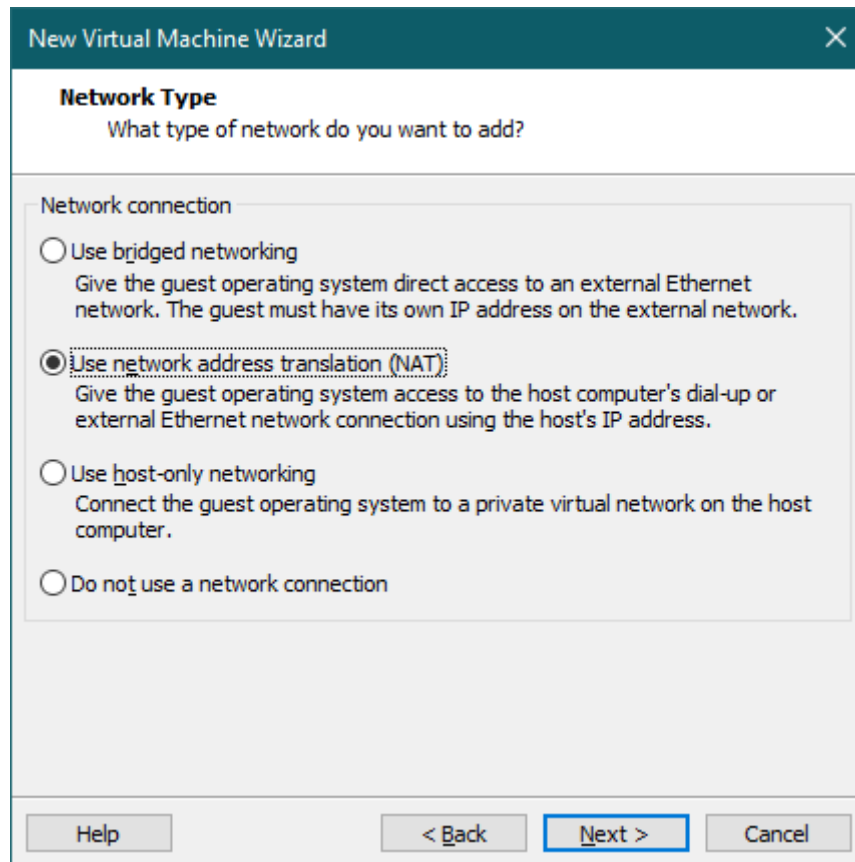 New Virtual Machine Wizard
Network Type
What type of network do you want to add?
Network connection
Use bridged networking
Give the guest operating system direct access to an external Ethernet
network. The guest must have its own IP address on the external network.
Use network address translation (NAT)
Give the guest operating system access to the host computer's dial-up or
external Ethernet network connection using the host's IP address.
Use host-only networking
Connect the guest operating system to a private virtual network on the host
computer.
Do not use a network connection
Help
< Back
Next >
Cancel